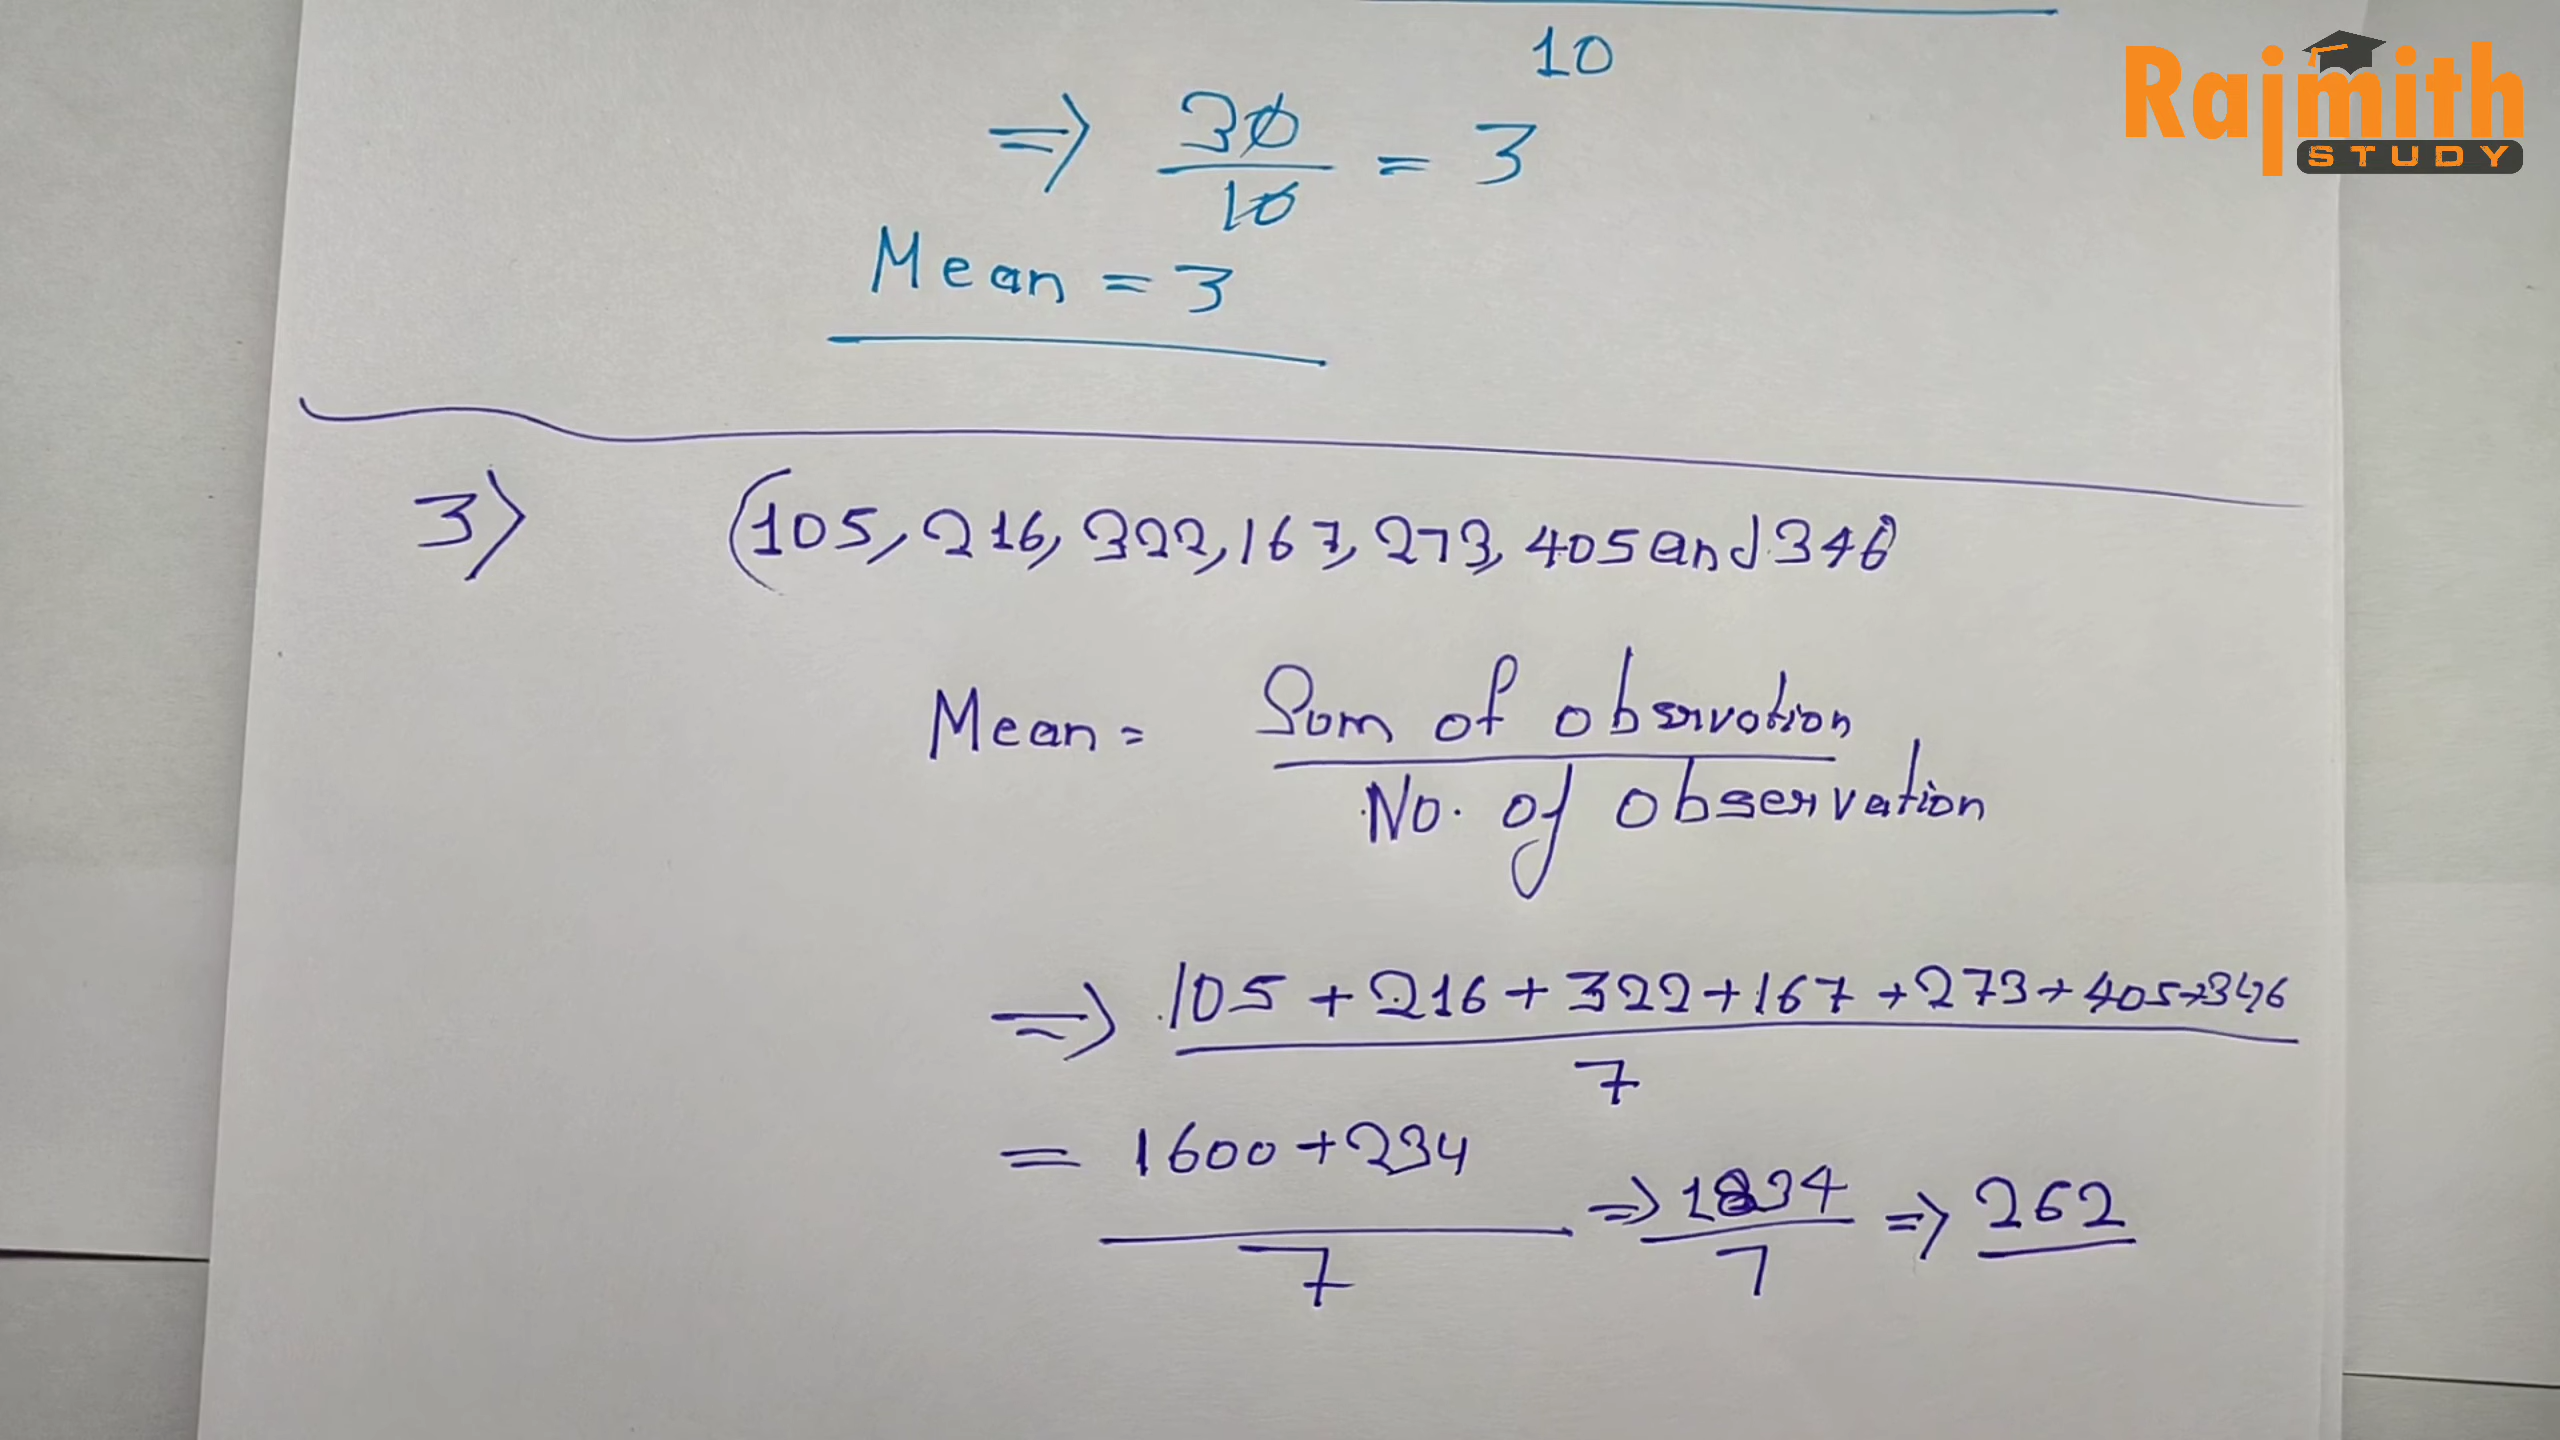 10
Rajmith
STUDY
=> 30/10 = 3
Mean = 3
3) (105, 216, 322, 167, 273, 405 and 346
Mean = Sum of observation
No. of observation
=> 105 + 216 + 322 + 167 + 273 + 405 + 346
7
= 1600 + 234
7
=> 1834
7
=> 262